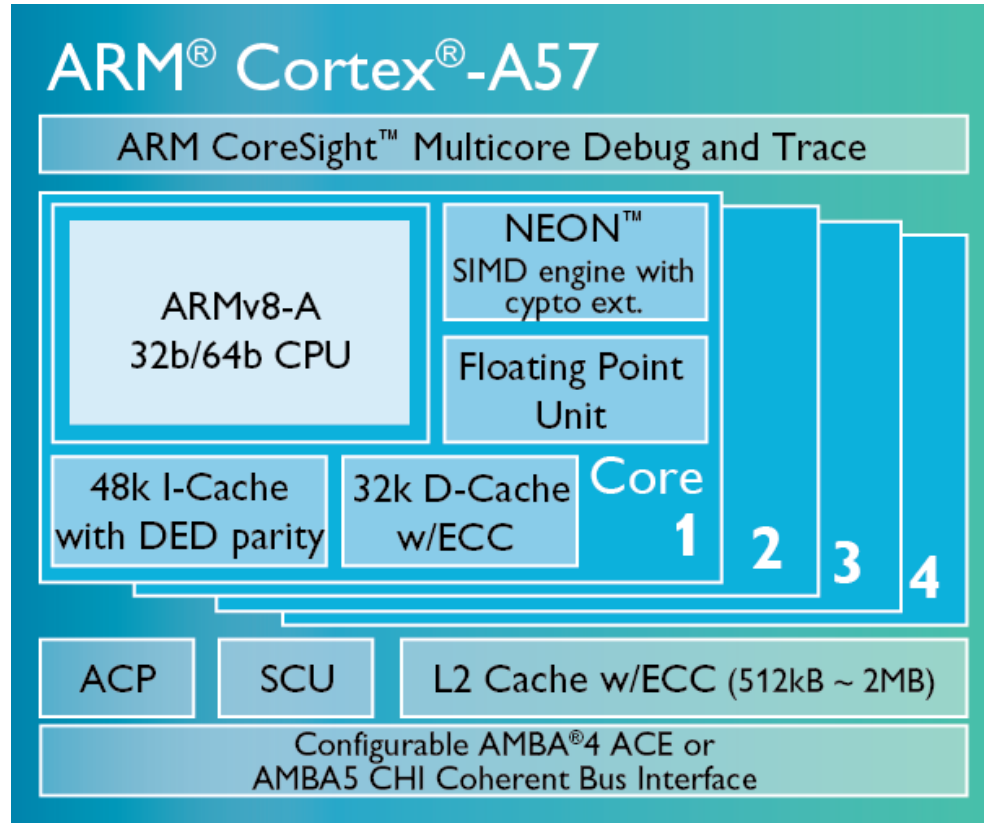 ARM® Cortex®-A57
ARM CoreSight™ Multicore Debug and Trace
ARMv8-A
32b/64b CPU
NEON™
SIMD engine with
cypto ext.
Floating Point
Unit
48k I-Cache
with DED parity
32k D-Cache
w/ECC
Core
1
2
3
4
ACP
SCU
L2 Cache w/ECC (512kB ~ 2MB)
Configurable AMBA®4 ACE or
AMBA5 CHI Coherent Bus Interface